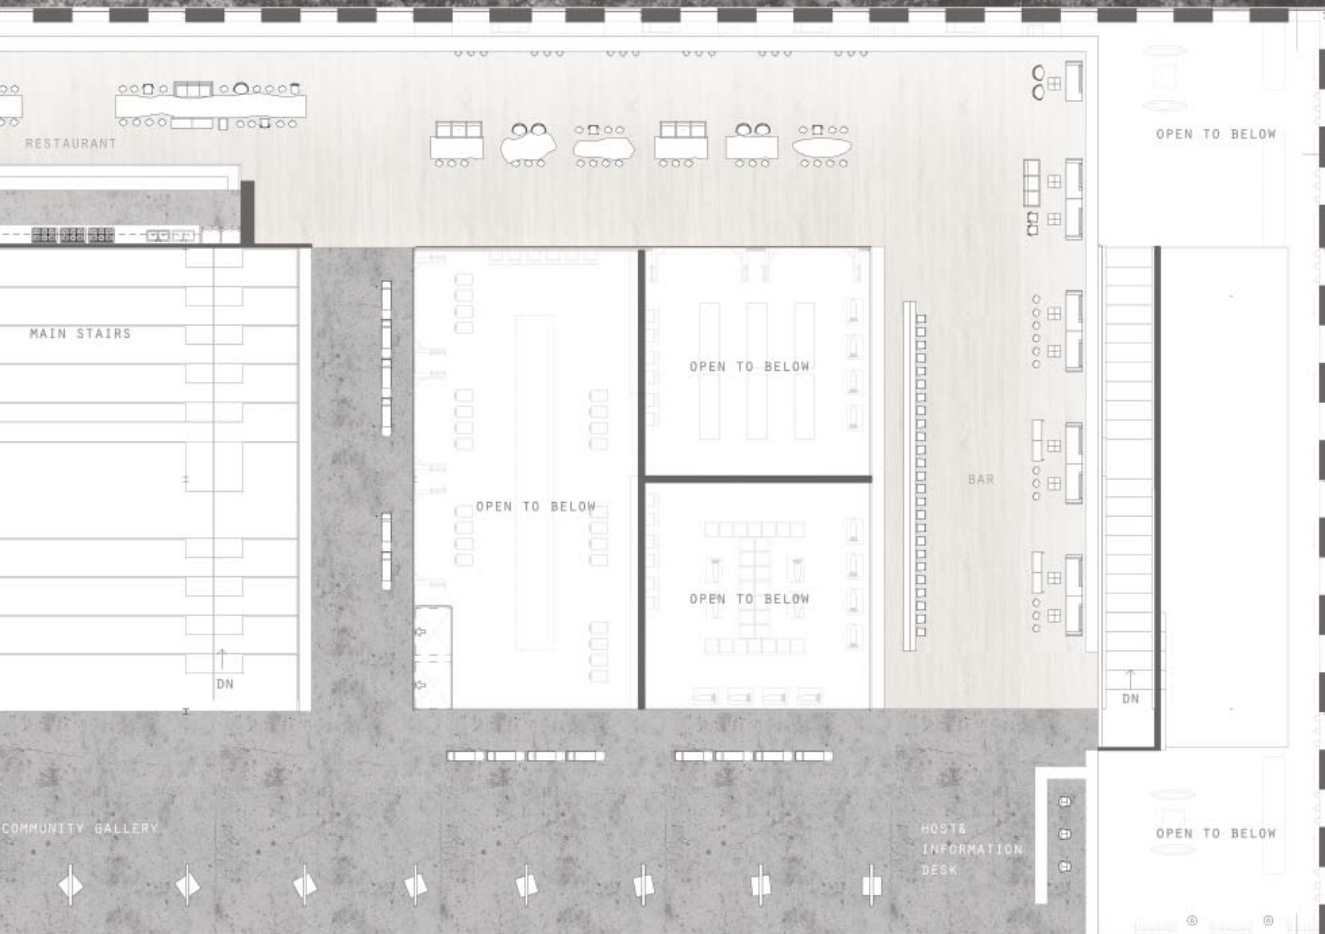 OPEN TO BELOW
RESTAURANT
MAIN STAIRS
OPEN TO BELOW
BAR
OPEN TO BELOW
OPEN TO BELOW
DN
DN
COMMUNITY GALLERY
HOST&
INFORMATION
DESK
OPEN TO BELOW